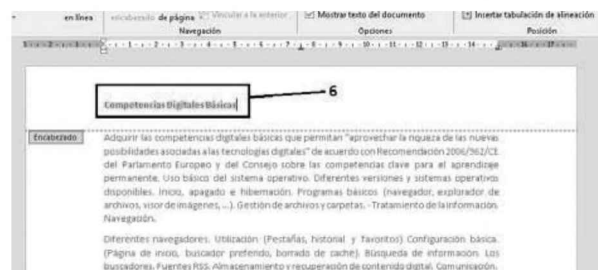 en línea encabezado de página Vincular a la anterior Mostrar texto del documento Insertar tabulación de alineación
Navegación Opciones Posición
Competencias Digitales Básicas 6
Encabezado
Adquirir las competencias digitales básicas que permitan "aprovechar la riqueza de las nuevas
posibilidades asociadas a las tecnologías digitales" de acuerdo con Recomendación 2006/962/CE
del Parlamento Europeo y del Consejo sobre las competencias clave para el aprendizaje
permanente. Uso básico del sistema operativo. Diferentes versiones y sistemas operativos
disponibles. Inicio, apagado e hibernación. Programas básicos (navegador, explorador de
archivos, visor de imágenes, ...). Gestión de archivos y carpetas. - Tratamiento de la información.
Navegación.
Diferentes navegadores. Utilización (Pestañas, historial y favoritos) Configuración básica.
(Página de inicio, buscador preferido, borrado de caché). Búsqueda de información. Los
buscadores. Fuentes RSS. Almacenamiento y recuperación de contenido digital. Comunicación.